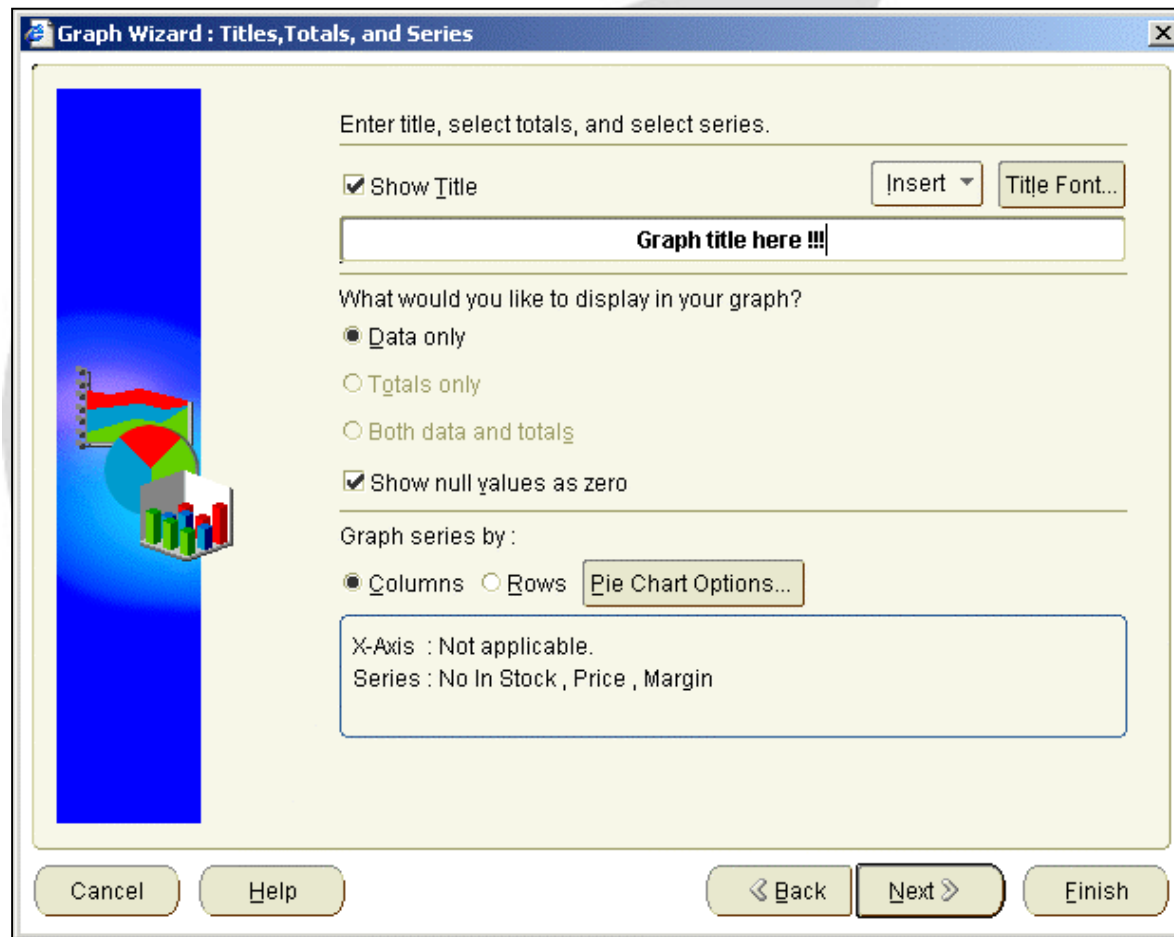 Graph Wizard : Titles,Totals, and Series
Enter title, select totals, and select series.
Show Title Insert Title Font...
Graph title here !!!
What would you like to display in your graph?
Data only
Totals only
Both data and totals
Show null values as zero
Graph series by :
Columns Rows Pie Chart Options...
X-Axis : Not applicable.
Series : No In Stock , Price , Margin
Cancel Help Back Next Finish